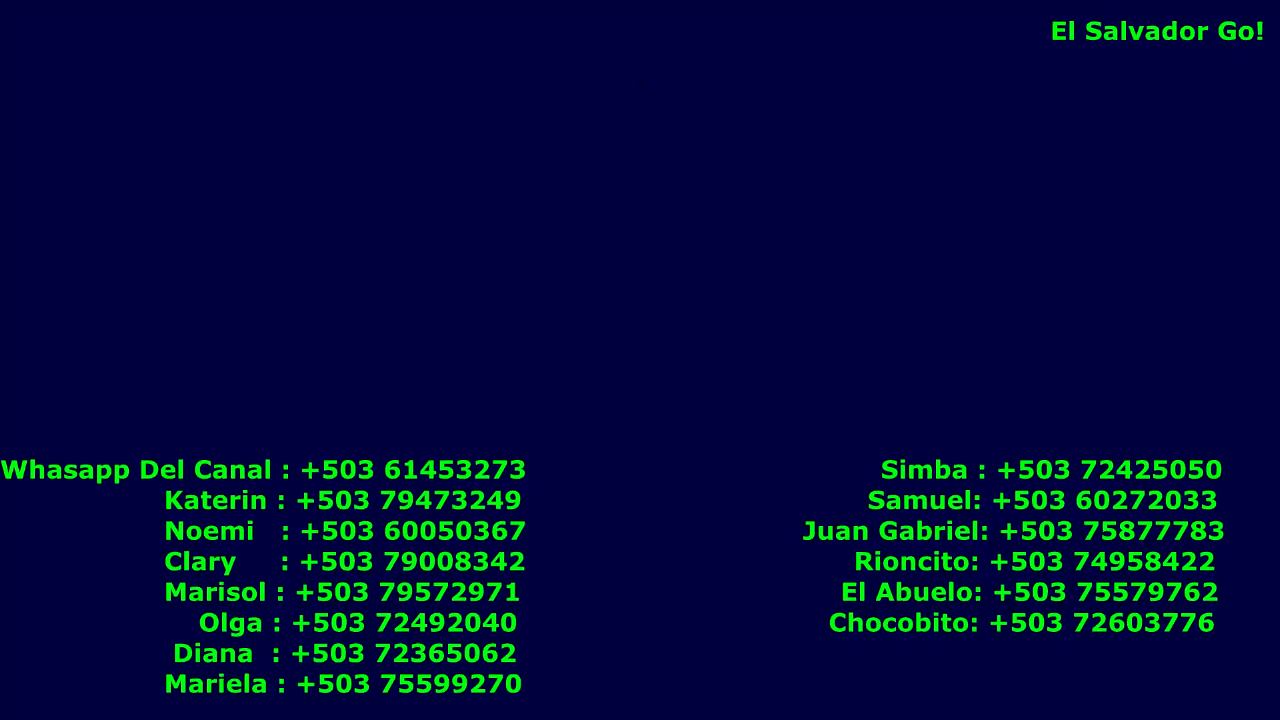 El Salvador Go!
Whasapp Del Canal : +503 61453273
Katerin : +503 79473249
Noemi : +503 60050367
Clary : +503 79008342
Marisol : +503 79572971
Olga : +503 72492040
Diana : +503 72365062
Mariela : +503 75599270
Simba : +503 72425050
Samuel: +503 60272033
Juan Gabriel: +503 75877783
Rioncito: +503 74958422
El Abuelo: +503 75579762
Chocobito: +503 72603776